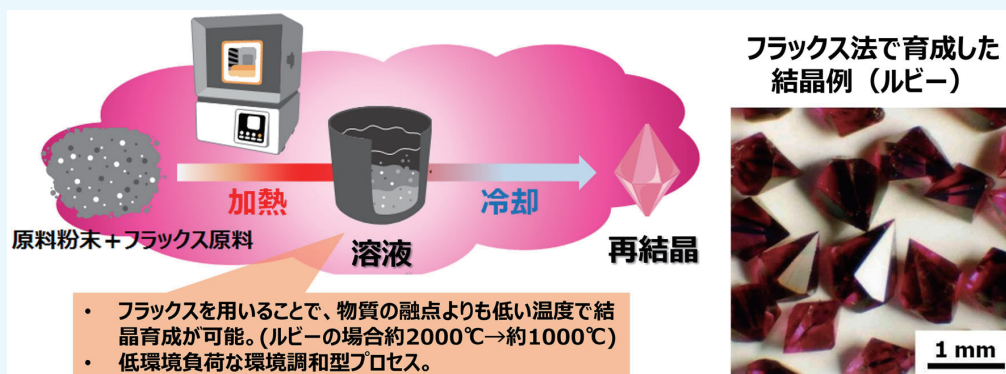 原料粉末+フラックス原料
加熱
溶液
冷却
再結晶
・ フラックスを用いることで、物質の融点よりも低い温度で結
晶育成が可能。(ルビーの場合約2000℃→約1000℃)
・ 低環境負荷な環境調和型プロセス。
フラックス法で育成した
結晶例（ルビー）
1 mm